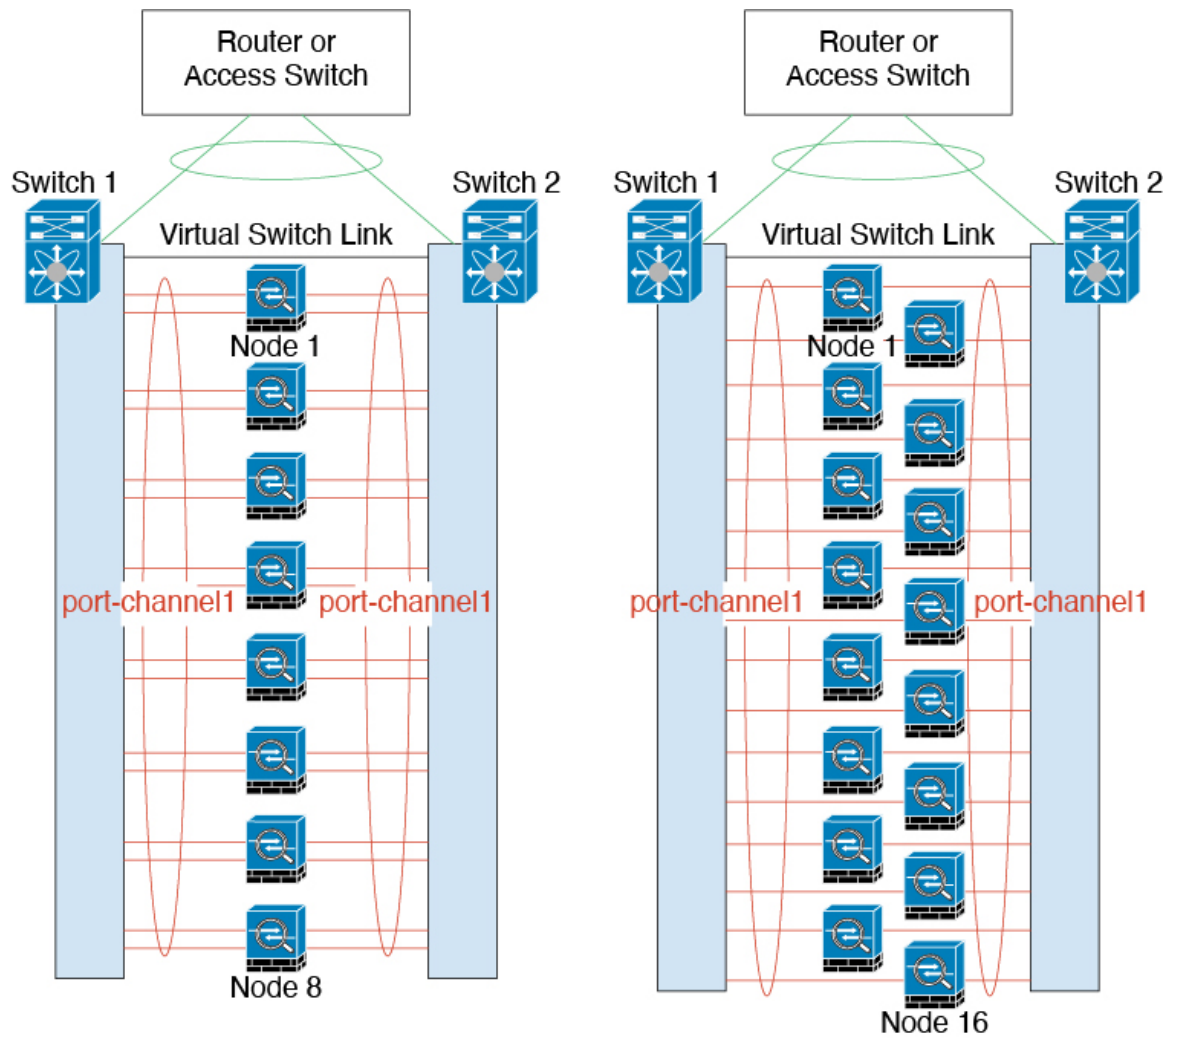 Router or
Access Switch
Switch 1
Switch 2
Virtual Switch Link
Node 1
port-channel1
port-channel1
Node 8
Router or
Access Switch
Switch 1
Switch 2
Virtual Switch Link
Node 1
port-channel1
port-channel1
Node 16